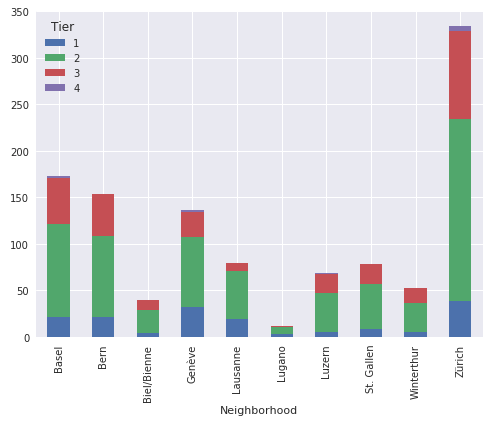 350
300
250
200
150
100
50
0
Tier
1
2
3
4
Basel
Bern
Biel/Bienne
Genève
Lausanne
Lugano
Luzern
St. Gallen
Winterthur
Zürich
Neighborhood